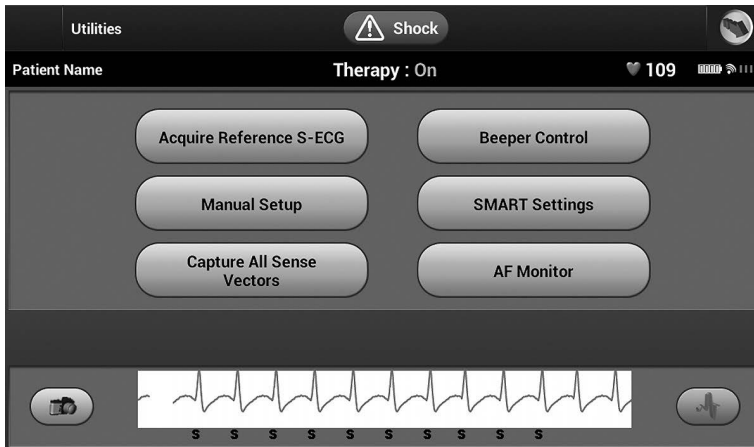 Utilities
Shock
Patient Name
Therapy : On
109
Acquire Reference S-ECG
Beeper Control
Manual Setup
SMART Settings
Capture All Sense
Vectors
AF Monitor
S S S S S S S S S S